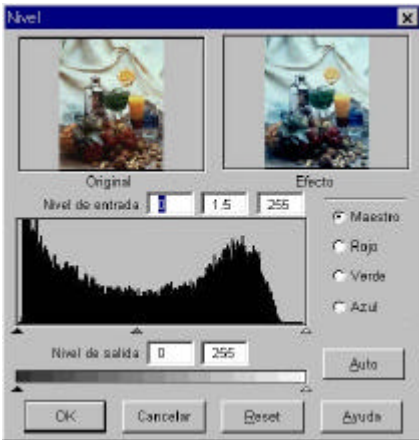 Nivel
Original
Efecto
Nivel de entrada 0 1.5 255
Maestro
Rojo
Verde
Azul
Nivel de salida 0 255
Auto
OK
Cancelar
Reset
Ayuda